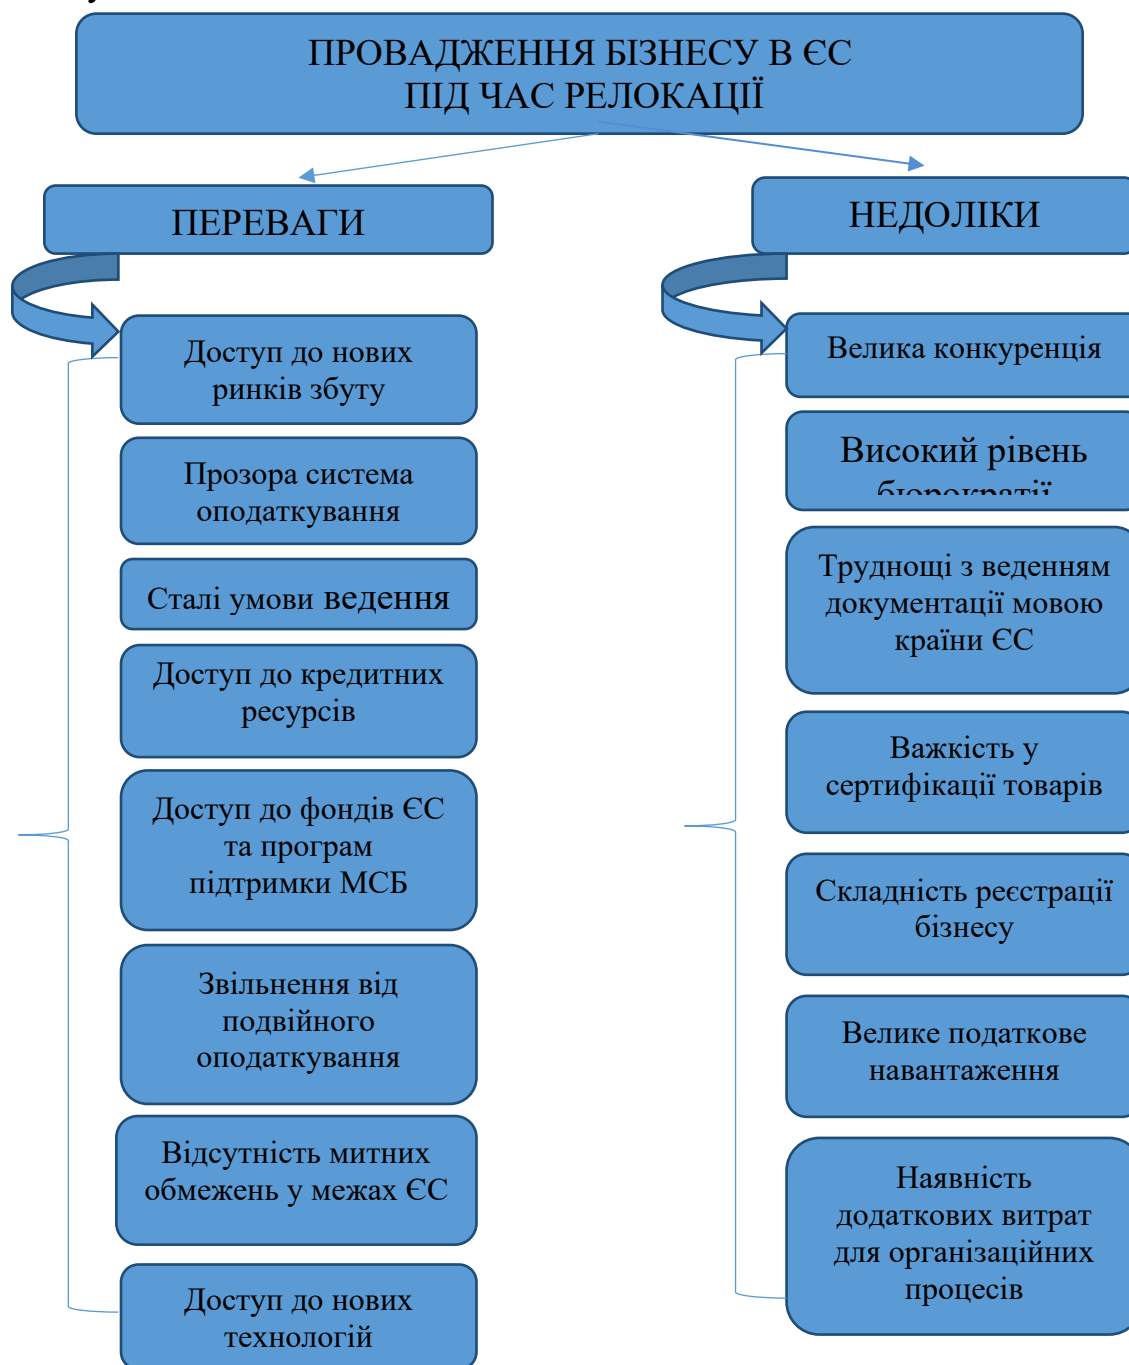 ПРОВАДЖЕННЯ БІЗНЕСУ В ЄС
ПІД ЧАС РЕЛОКАЦІЇ
ПЕРЕВАГИ
Доступ до нових
ринків збуту
Прозора система
оподаткування
Сталі умови ведення
Доступ до кредитних
ресурсів
Доступ до фондів ЄС
та програм
підтримки МСБ
Звільнення від
подвійного
оподаткування
Відсутність митних
обмежень у межах ЄС
Доступ до нових
технологій
НЕДОЛІКИ
Велика конкуренція
Високий рівень
бюрократії
Труднощі з веденням
документації мовою
країни ЄС
Важкість у
сертифікації товарів
Складність реєстрації
бізнесу
Велике податкове
навантаження
Наявність
додаткових витрат
для організаційних
процесів